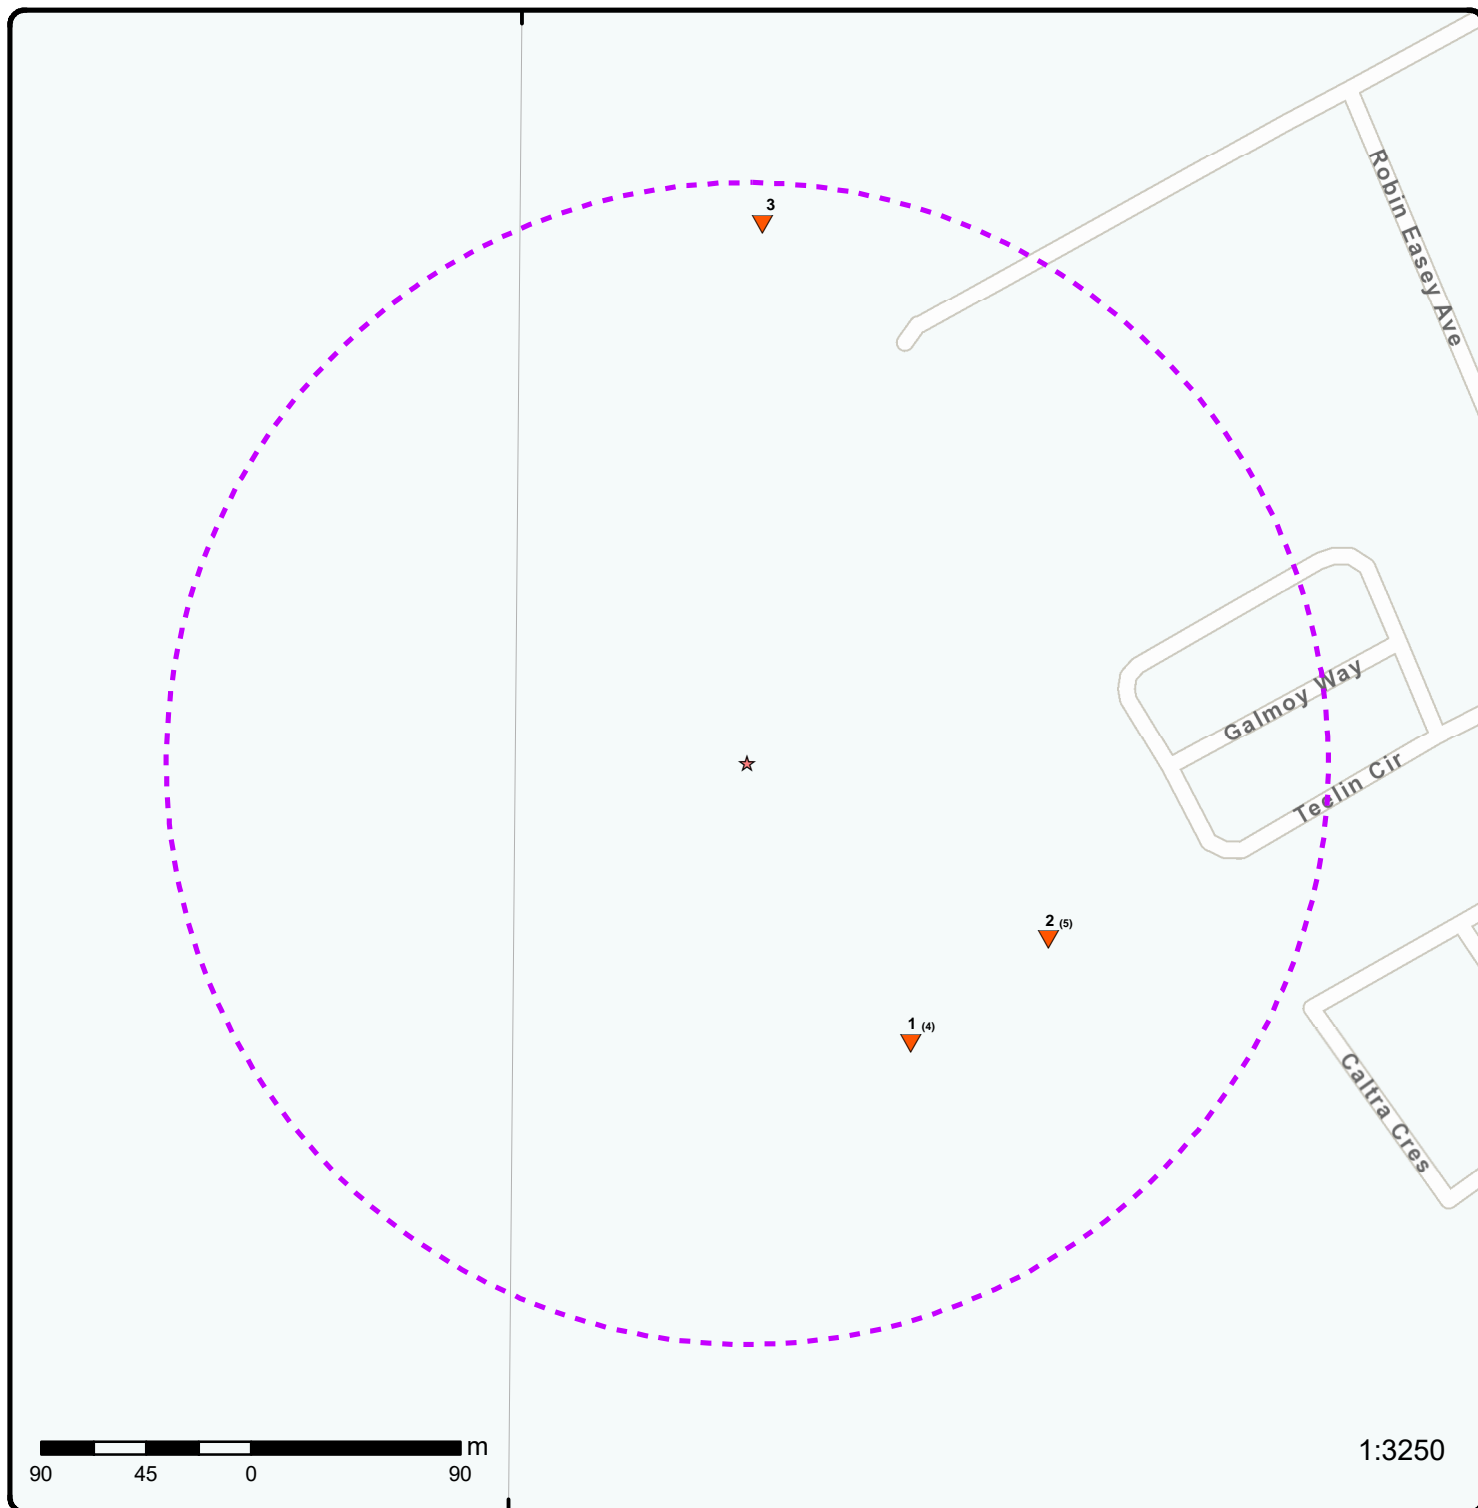 3
Robin Easey Ave
Galmoy Way
Teclin Cir
2 (5)
1 (4)
Caltra Cres
m
90 45 0 90
1:3250